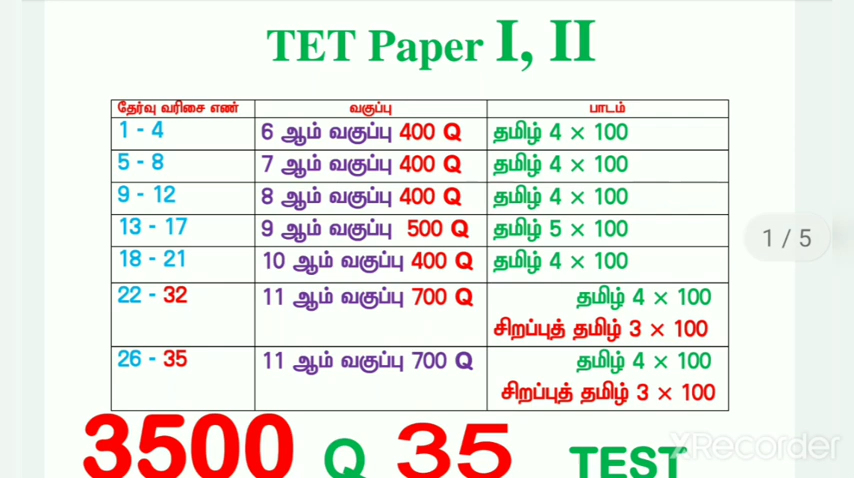 TET Paper I, II
தேர்வு வரிசை எண் வகுப்பு பாடம்
1 - 4 6 ஆம் வகுப்பு 400 Q தமிழ் 4 × 100
5 - 8 7 ஆம் வகுப்பு 400 Q தமிழ் 4 × 100
9 - 12 8 ஆம் வகுப்பு 400 Q தமிழ் 4 × 100
13 - 17 9 ஆம் வகுப்பு 500 Q தமிழ் 5 × 100
18 - 21 10 ஆம் வகுப்பு 400 Q தமிழ் 4 × 100
22 - 32 11 ஆம் வகுப்பு 700 Q தமிழ் 4 × 100
சிறப்புத் தமிழ் 3 × 100
26 - 35 11 ஆம் வகுப்பு 700 Q தமிழ் 4 × 100
சிறப்புத் தமிழ் 3 × 100
3500 Q 35 TEST
1 / 5
XRecorder